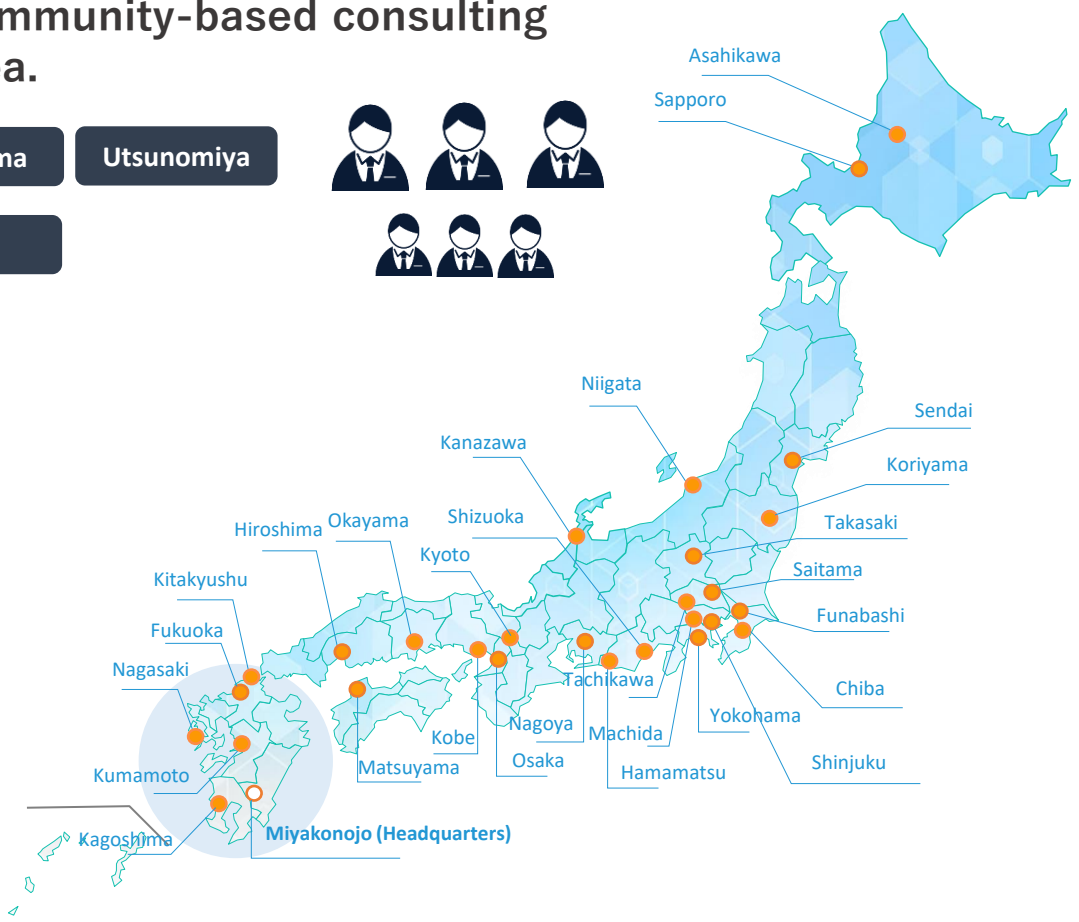 community-based consulting
a.
ma
Utsunomiya
Asahikawa
Sapporo
Niigata
Sendai
Kanazawa
Koriyama
Shizuoka
Okayama
Hiroshima
Takasaki
Kyoto
Saitama
Kitakyushu
Funabashi
Fukuoka
Nagasaki
Tachikawa
Chiba
Yokohama
Nagoya
Machida
Kobe
Osaka
Shinjuku
Matsuyama
Hamamatsu
Kumamoto
Miyakonojo (Headquarters)
Kagoshima